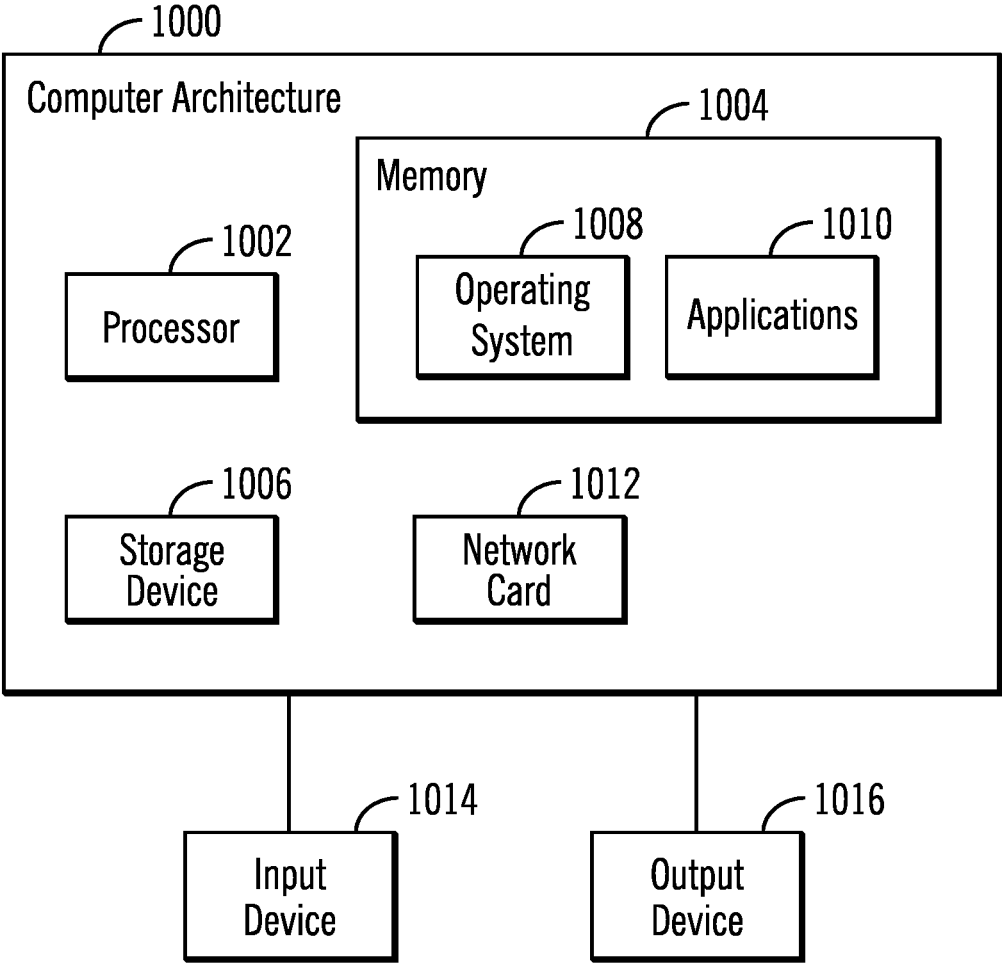 1000
Computer Architecture
1004
Memory
1002
Processor
1008
Operating
System
1010
Applications
1006
Storage
Device
1012
Network
Card
1014
Input
Device
1016
Output
Device